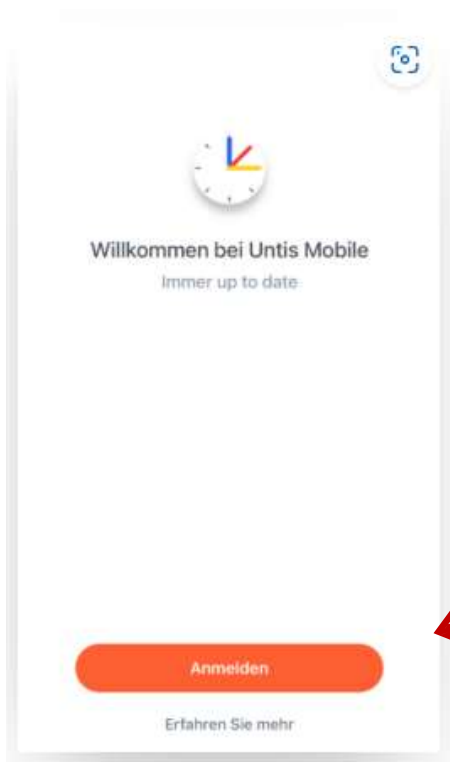 Willkommen bei Untis Mobile
Immer up to date
Anmelden
Erfahren Sie mehr